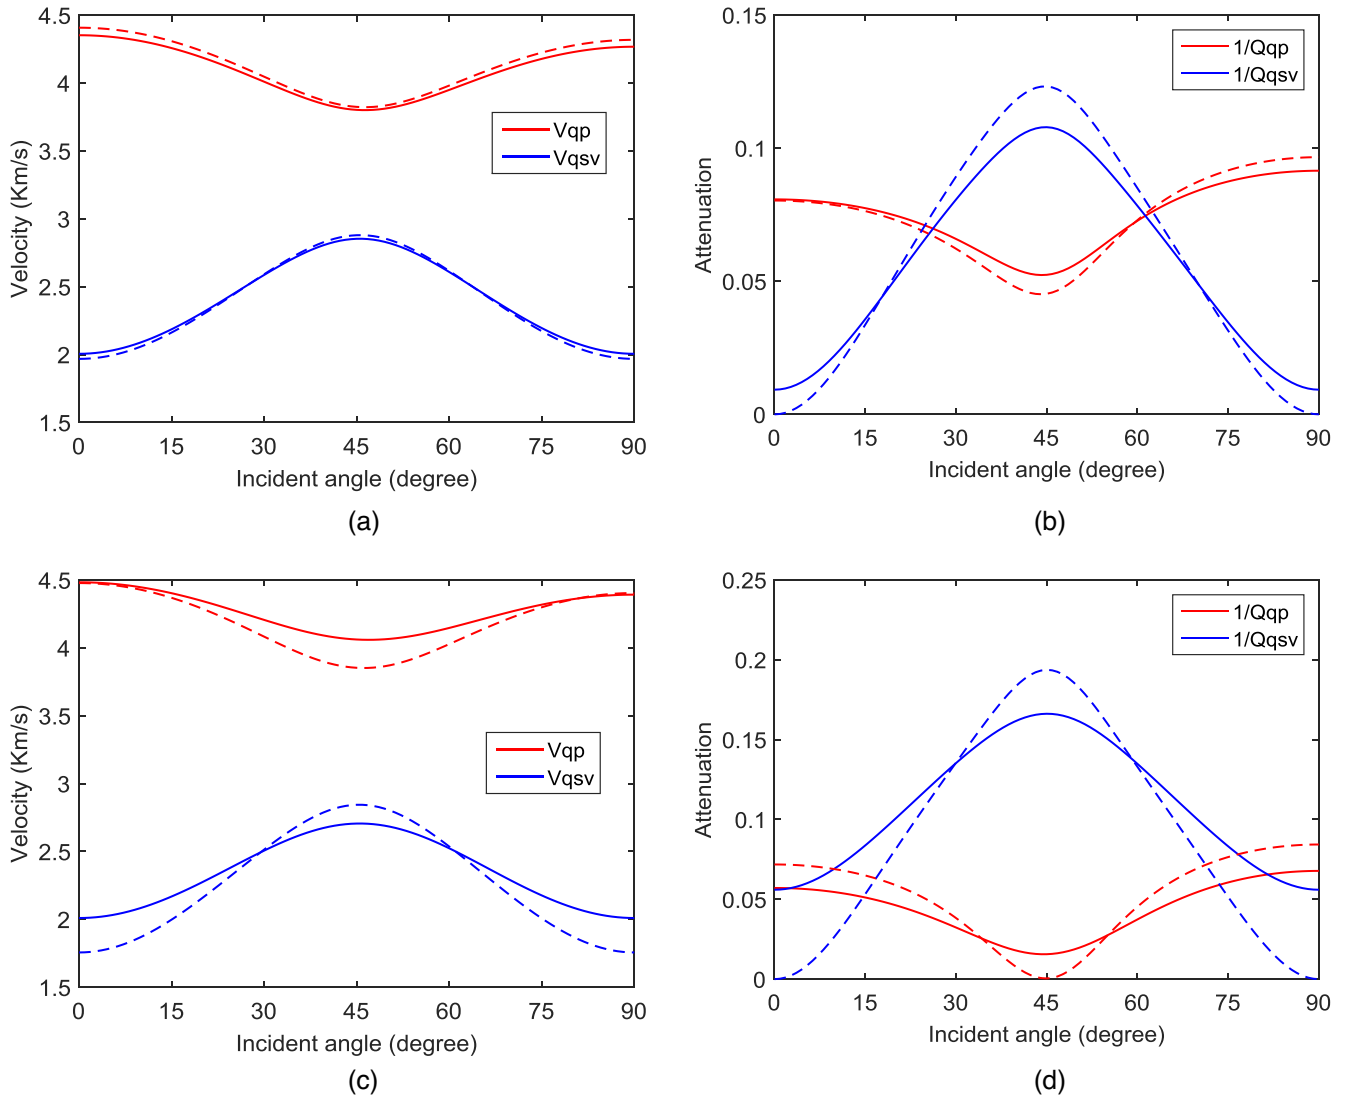 4.5
4
3.5
3
2.5
2
1.5
Velocity (Km/s)
Vqp
Vqsv
0 15 30 45 60 75 90
Incident angle (degree)
(a)
0.15
0.1
0.05
0
Attenuation
1/Qqp
1/Qqsv
0 15 30 45 60 75 90
Incident angle (degree)
(b)
4.5
4
3.5
3
2.5
2
1.5
Velocity (Km/s)
Vqp
Vqsv
0 15 30 45 60 75 90
Incident angle (degree)
(c)
0.25
0.2
0.15
0.1
0.05
0
Attenuation
1/Qqp
1/Qqsv
0 15 30 45 60 75 90
Incident angle (degree)
(d)